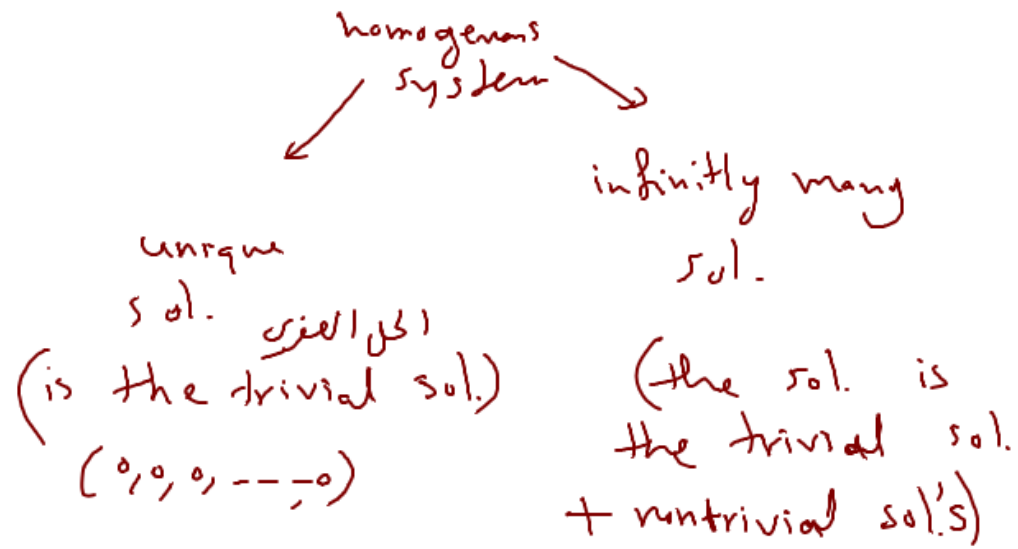 homogenous
system
unique
sol.
الحل الصفري
(is the trivial sol.)
(0,0,0,----,0)
infinitly many
sol.
(the sol. is
the trivial sol.
+ nontrivial sol.'s)